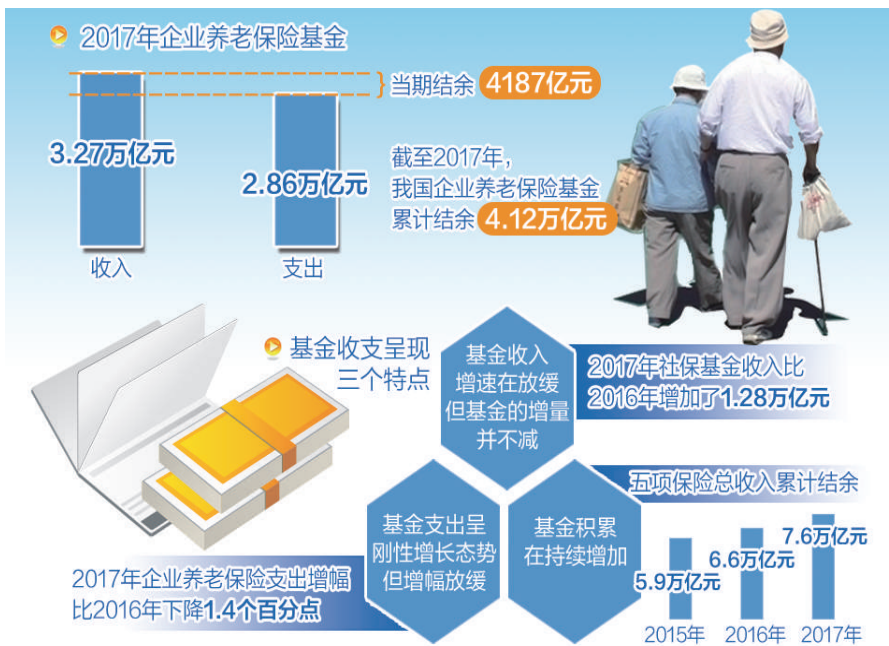 2017年企业养老保险基金
当期结余 4187亿元
3.27万亿元
2.86万亿元
收入
支出
截至2017年，
我国企业养老保险基金
累计结余 4.12万亿元
基金收支呈现
三个特点
基金收入
增速在放缓
但基金的增量
并不减
2017年社保基金收入比
2016年增加了1.28万亿元
基金支出呈
刚性增长态势
但增幅放缓
2017年企业养老保险支出增幅
比2016年下降1.4个百分点
基金积累
在持续增加
五项保险总收入累计结余
5.9万亿元
6.6万亿元
7.6万亿元
2015年
2016年
2017年